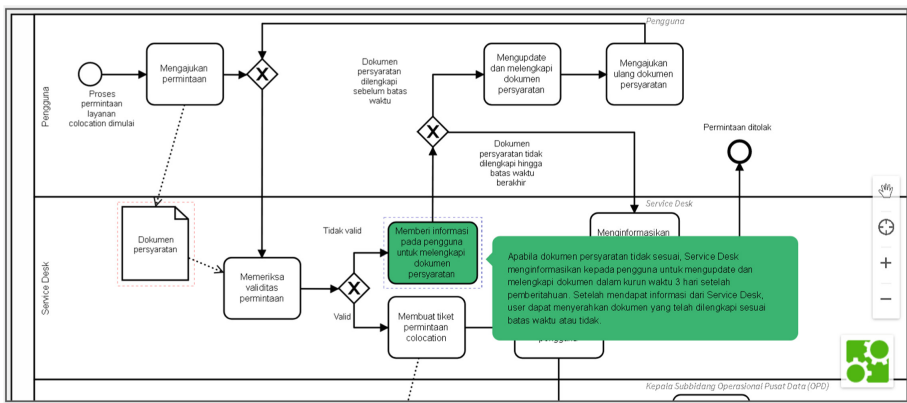 Pengguna
Pengguna
Proses
permintaan
layanan
colocation dimulai
Mengajukan
permintaan
X
Dokumen
persyaratan
dilengkapi
sebelum batas
waktu
Mengupdate
dan melengkapi
dokumen
persyaratan
Mengajukan
ulang dokumen
persyaratan
X
Dokumen
persyaratan tidak
dilengkapi hingga
batas waktu
berakhir
Permintaan ditolak
Service Desk
Service Desk
Dokumen
persyaratan
Memeriksa
validitas
permintaan
X
Tidak valid
Valid
Memberi informasi
pada pengguna
untuk melengkapi
dokumen
persyaratan
Membuat tiket
permintaan
colocation
Menginformasikan
Apabila dokumen persyaratan tidak sesuai, Service Desk
menginformasikan kepada pengguna untuk mengupdate dan
melengkapi dokumen dalam kurun waktu 3 hari setelah
pemberitahuan. Setelah mendapat informasi dari Service Desk,
user dapat menyerahkan dokumen yang telah dilengkapi sesuai
batas waktu atau tidak.
Kepala Subbidang Operasional Pusat Data (OPD)